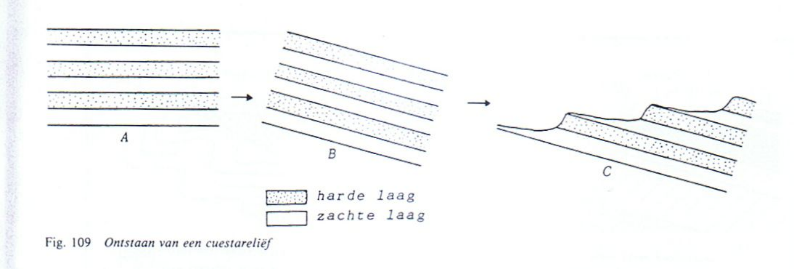 A
B
C
harde laag
zachte laag
Fig. 109 Ontstaan van een cuestareliëf